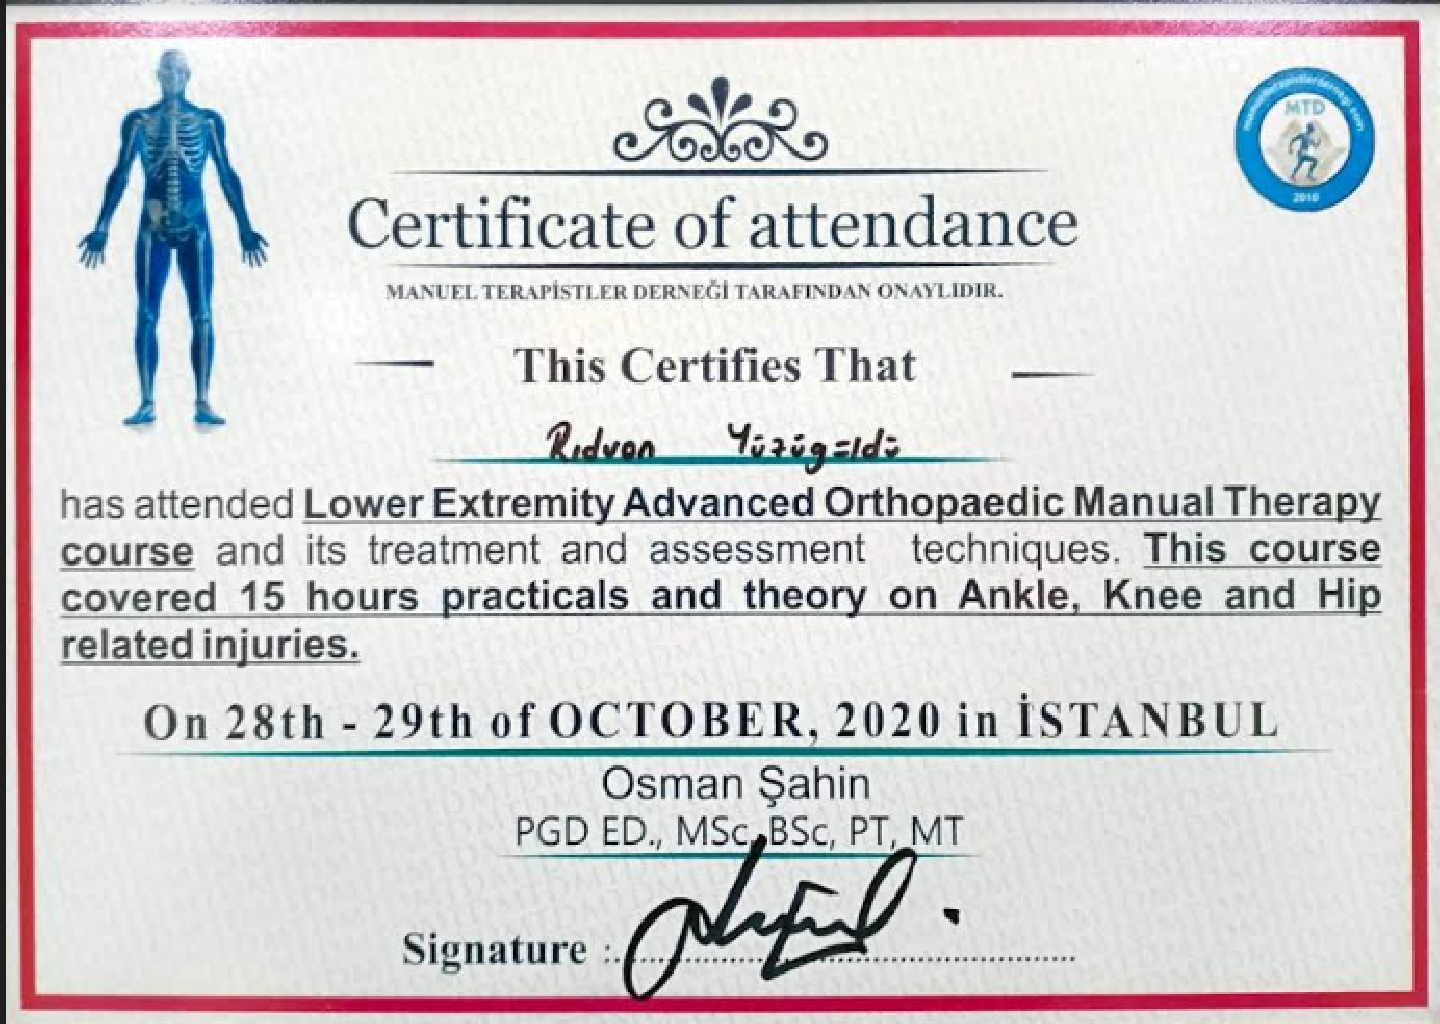 MTD
2010
Certificate of attendance
MANUEL TERAPİSTLER DERNEĞİ TARAFINDAN ONAYLIDIR.
This Certifies That
Rıdvan Yüzügüldü
has attended Lower Extremity Advanced Orthopaedic Manual Therapy
course and its treatment and assessment techniques. This course
covered 15 hours practicals and theory on Ankle, Knee and Hip
related injuries.
On 28th - 29th of OCTOBER, 2020 in İSTANBUL
Osman Şahin
PGD ED., MSc, BSc, PT, MT
Signature :